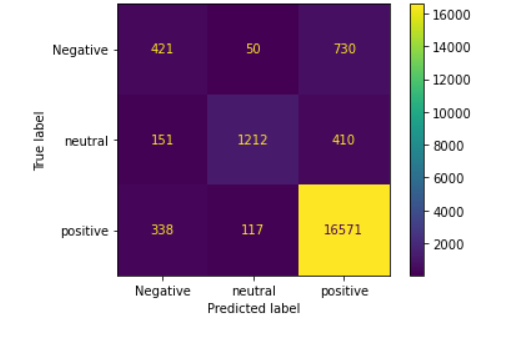 Negative 421 50 730
neutral 151 1212 410
positive 338 117 16571
Negative neutral positive
Predicted label
True label
16000
14000
12000
10000
8000
6000
4000
2000